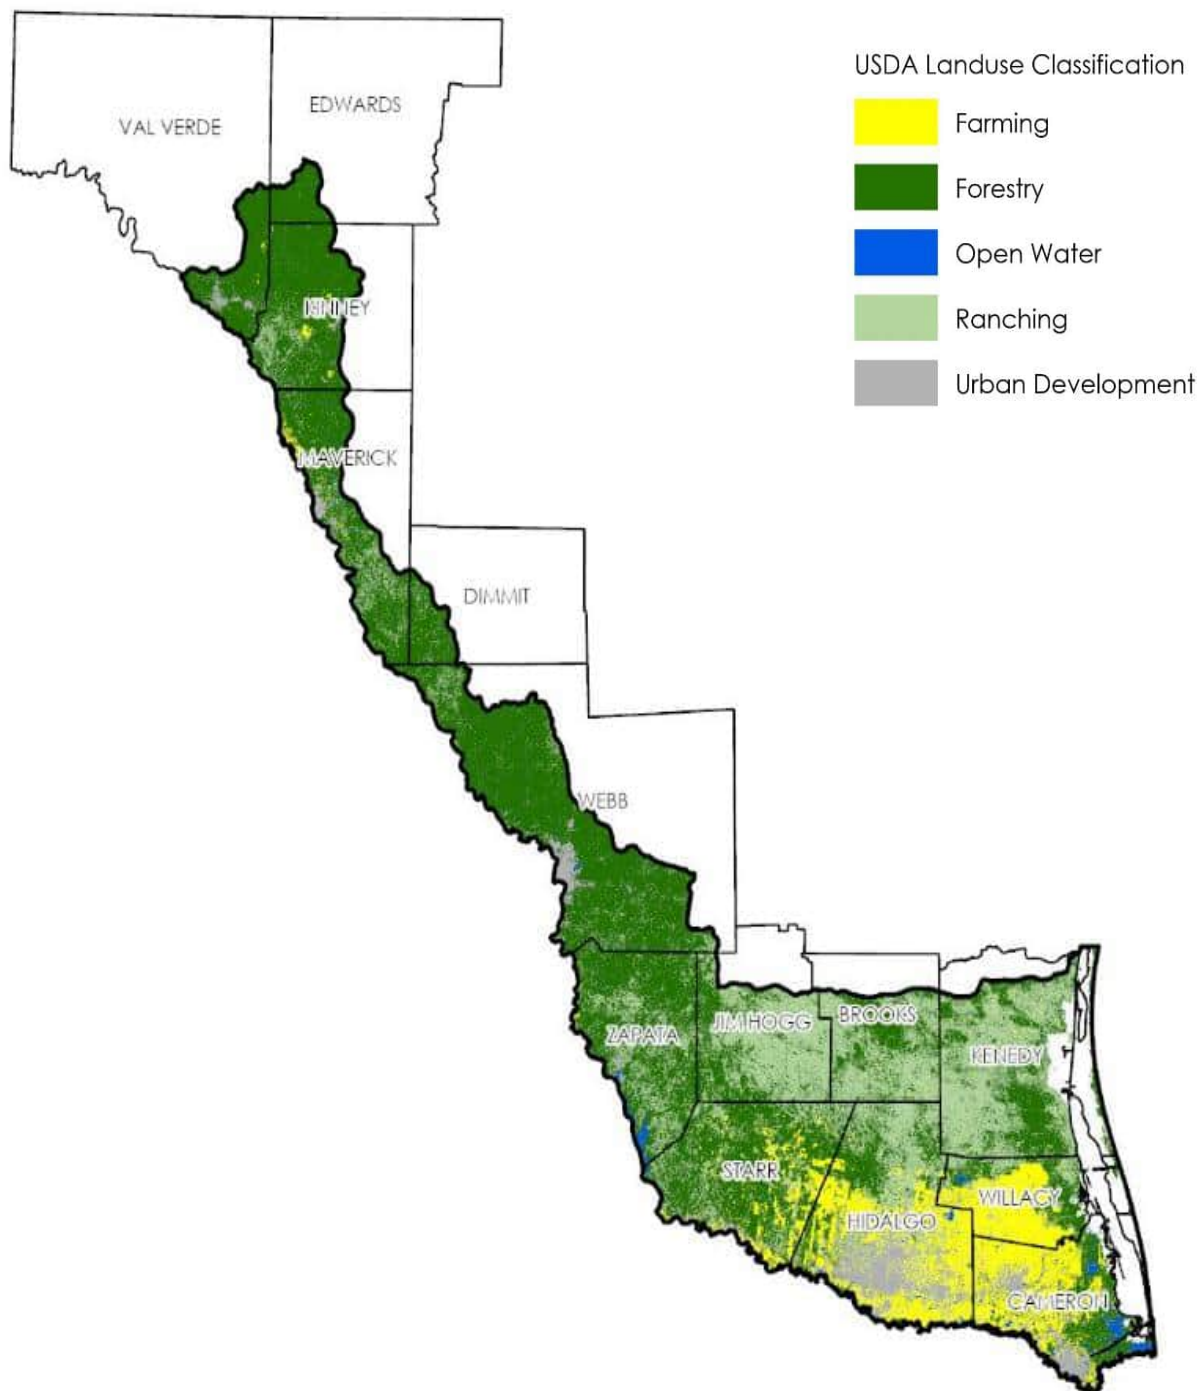 USDA Landuse Classification
Farming
Forestry
Open Water
Ranching
Urban Development
EDWARDS
VAL VERDE
KINNEY
MAVERICK
DIMMIT
WEBB
ZAPATA
JIM HOGG
BROOKS
KENEDY
STARR
HIDALGO
WILLACY
CAMERON